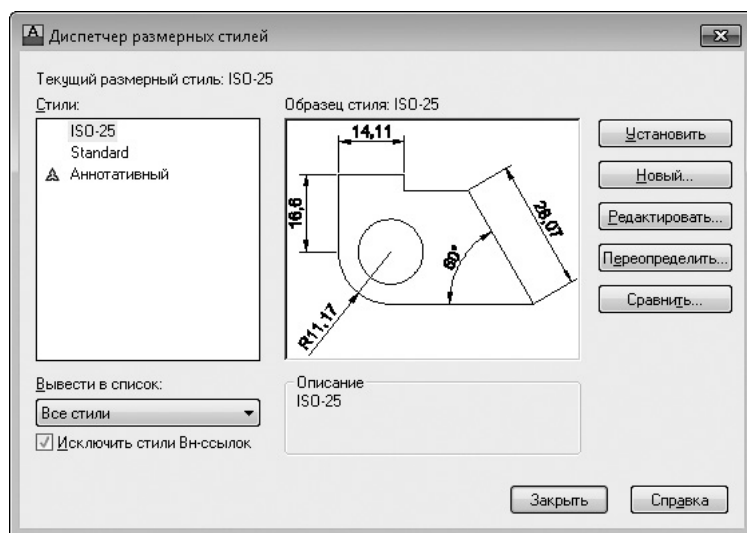 Диспетчер размерных стилей
Текущий размерный стиль: ISO-25
Стили:
ISO-25
Standard
Аннотативный
Образец стиля: ISO-25
14,11
16,6
28,07
60°
R11,17
Установить
Новый...
Редактировать...
Переопределить...
Сравнить...
Вывести в список:
Все стили
Исключить стили Вн-ссылок
Описание
ISO-25
Закрыть
Справка